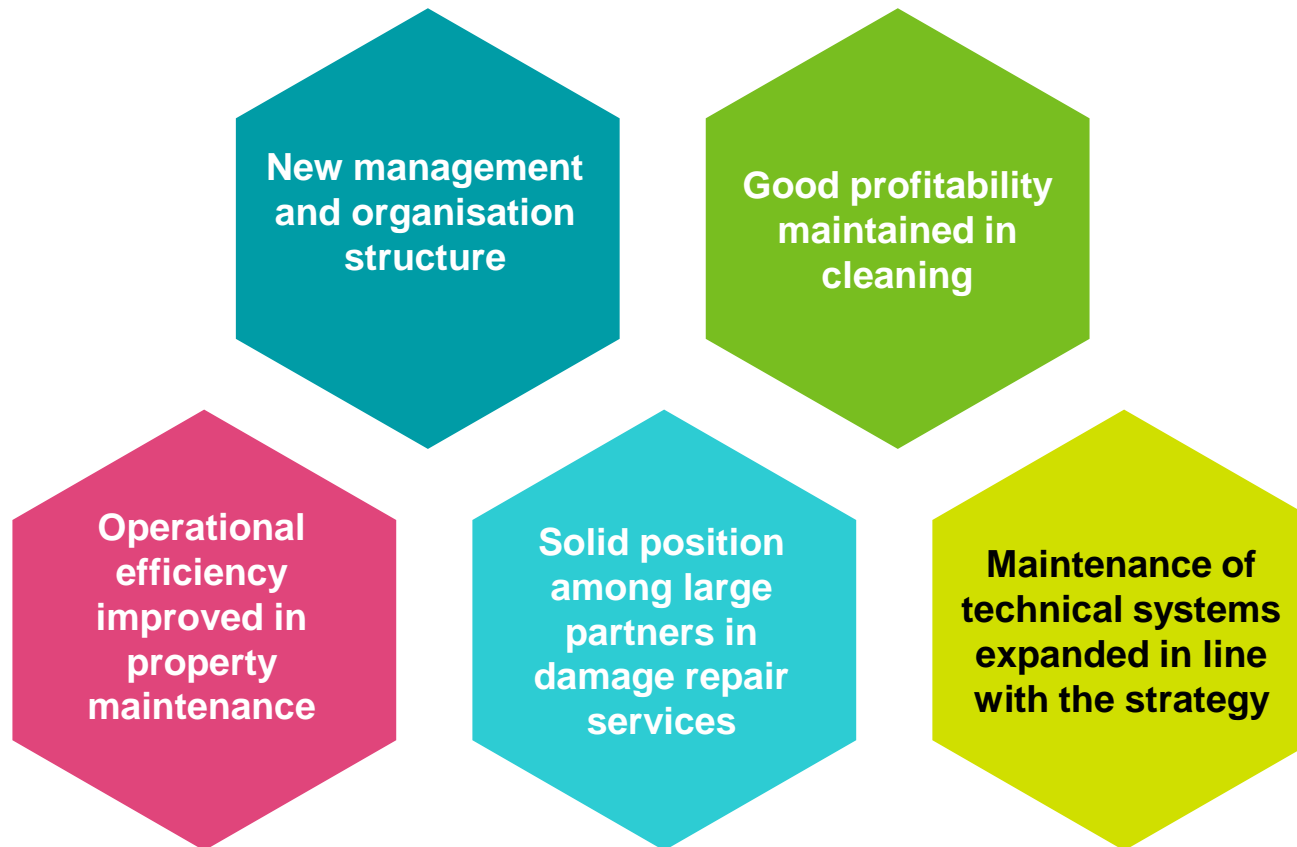 New management
and organisation
structure
Good profitability
maintained in
cleaning
Operational
efficiency
improved in
property
maintenance
Solid position
among large
partners in
damage repair
services
Maintenance of
technical systems
expanded in line
with the strategy